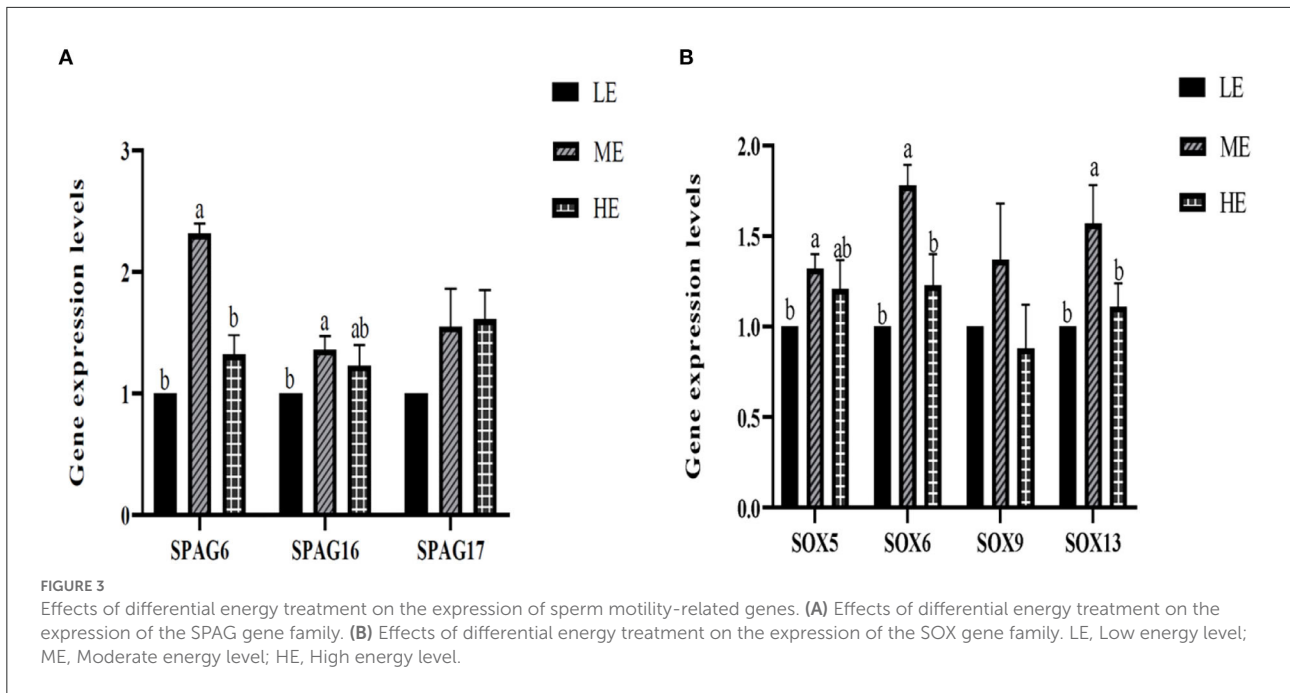 A
LE
ME
HE
Gene expression levels
3
2
1
0
b
a
b
b
a
ab
SPAG6 SPAG16 SPAG17
B
LE
ME
HE
Gene expression levels
2.0
1.5
1.0
0.5
0.0
b
a
ab
b
a
b
b
a
b
SOX5 SOX6 SOX9 SOX13
FIGURE 3
Effects of differential energy treatment on the expression of sperm motility-related genes. (A) Effects of differential energy treatment on the
expression of the SPAG gene family. (B) Effects of differential energy treatment on the expression of the SOX gene family. LE, Low energy level;
ME, Moderate energy level; HE, High energy level.